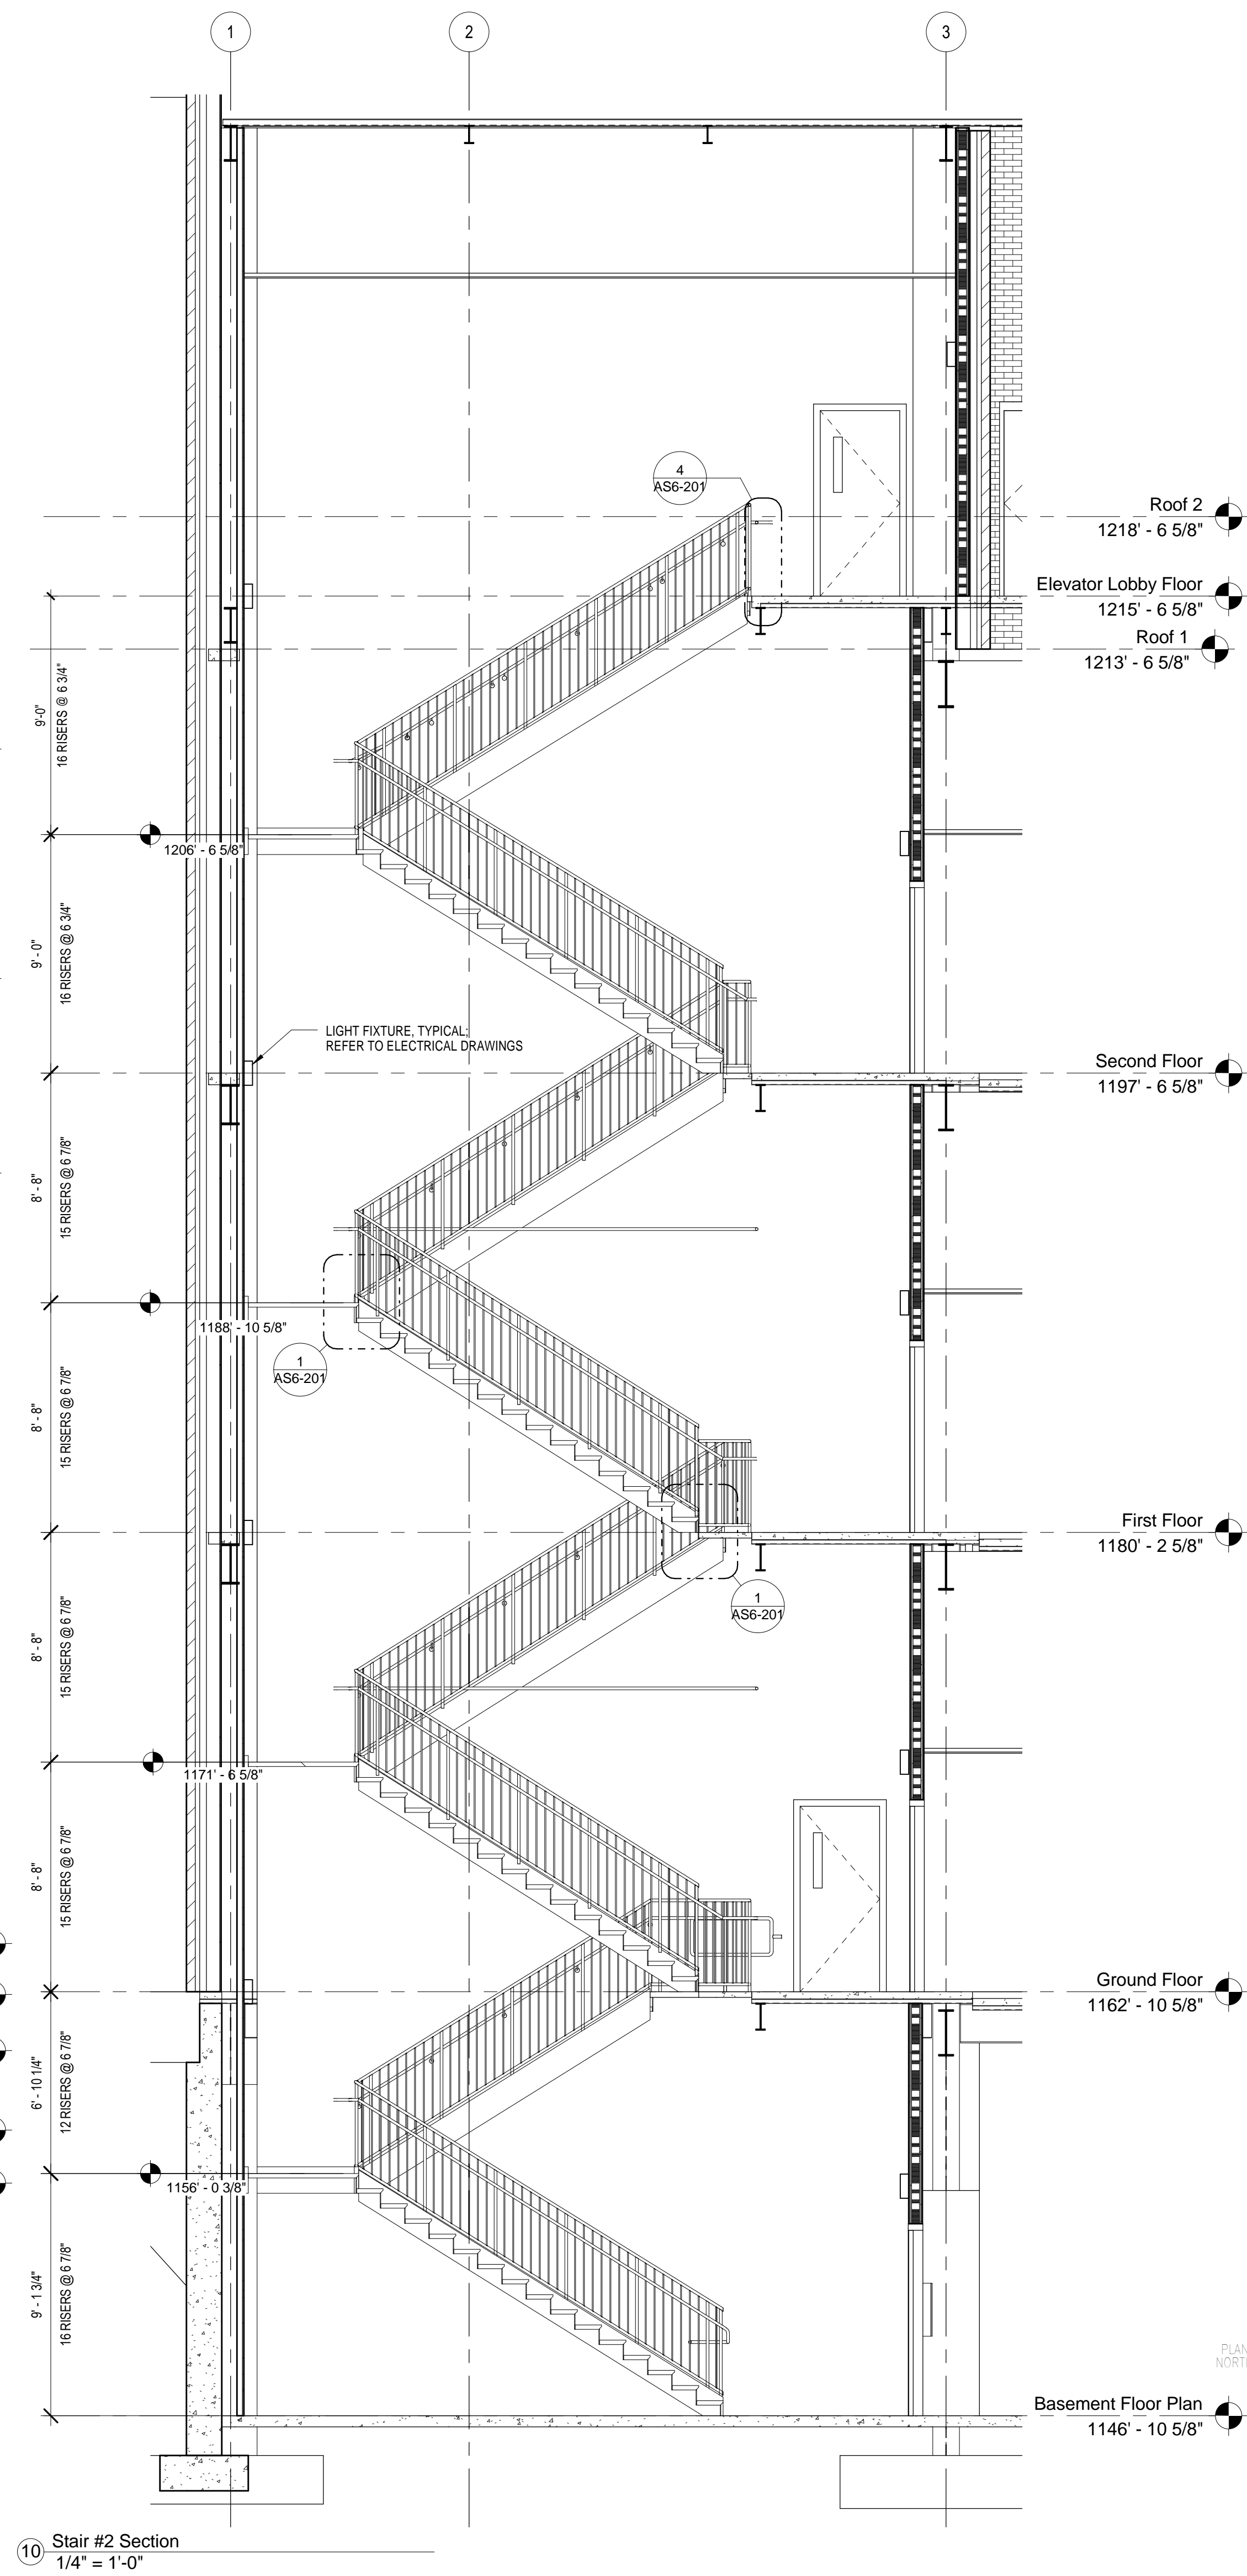 1
2
3
4
AS6-201
Roof 2
1218' - 6 5/8"
Elevator Lobby Floor
1215' - 6 5/8"
Roof 1
1213' - 6 5/8"
9'-0"
16 RISERS @ 6 3/4"
1206' - 6 5/8"
9' - 0"
16 RISERS @ 6 3/4"
LIGHT FIXTURE, TYPICAL;
REFER TO ELECTRICAL DRAWINGS
Second Floor
1197' - 6 5/8"
8' - 8"
15 RISERS @ 6 7/8"
1188' - 10 5/8"
1
AS6-201
8' - 8"
15 RISERS @ 6 7/8"
First Floor
1180' - 2 5/8"
1
AS6-201
8' - 8"
15 RISERS @ 6 7/8"
1171' - 6 5/8"
8' - 8"
15 RISERS @ 6 7/8"
Ground Floor
1162' - 10 5/8"
6' - 10 1/4"
12 RISERS @ 6 7/8"
1156' - 0 3/8"
9' - 1 3/4"
16 RISERS @ 6 7/8"
PLAN
Basement Floor Plan
1146' - 10 5/8"
10
Stair #2 Section
1/4" = 1'-0"